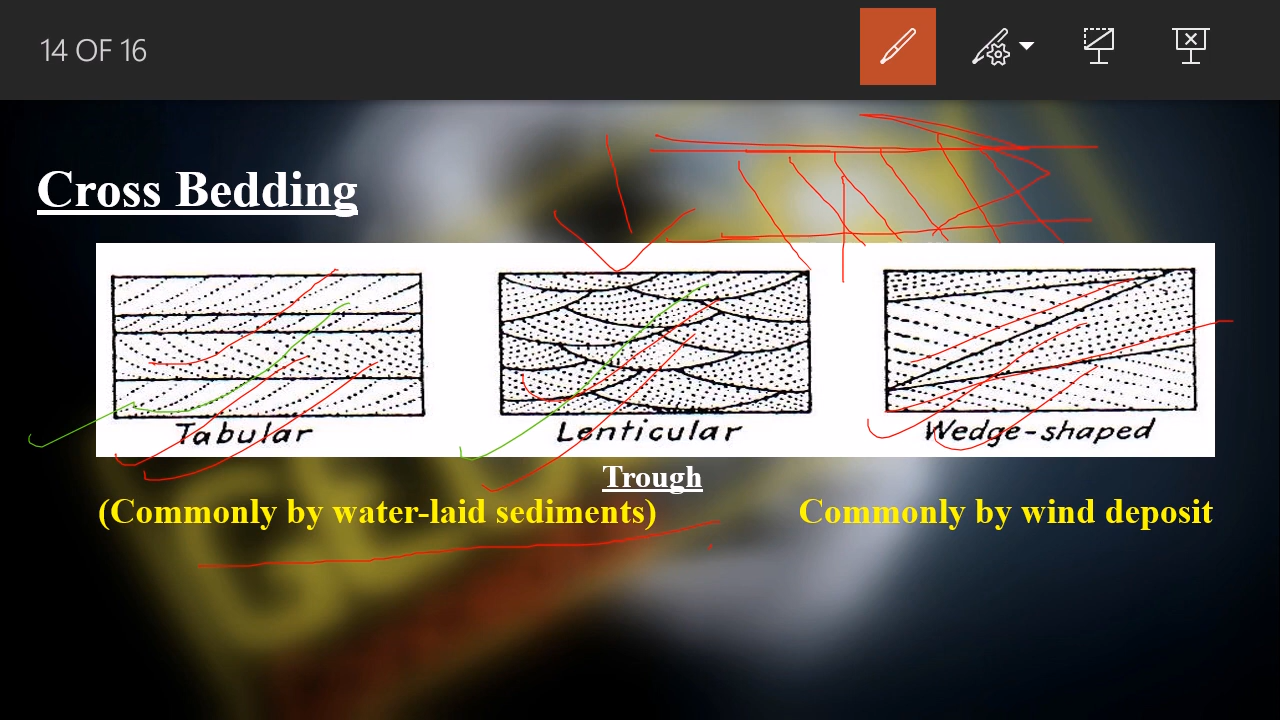 14 OF 16
Cross Bedding
Tabular Lenticular Wedge-shaped
Trough
(Commonly by water-laid sediments) Commonly by wind deposit